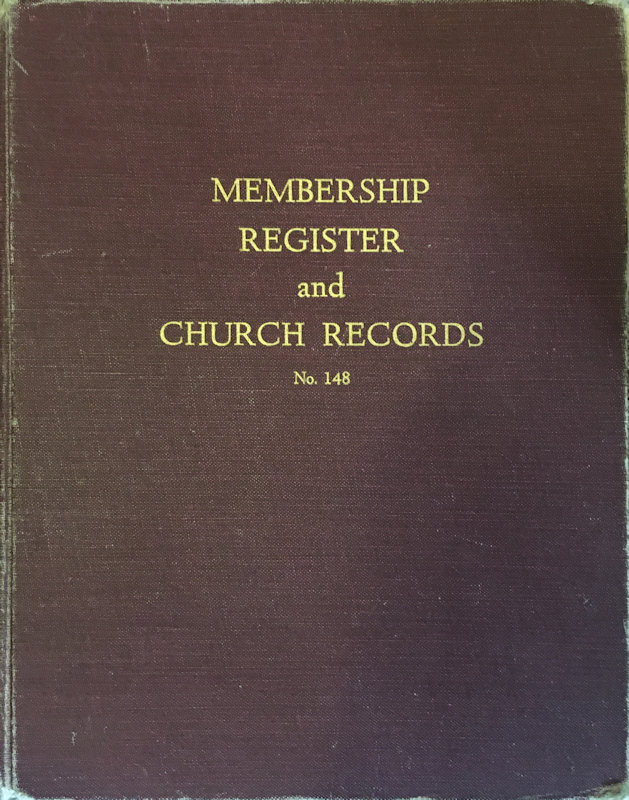 MEMBERSHIP
REGISTER
and
CHURCH RECORDS
No. 148